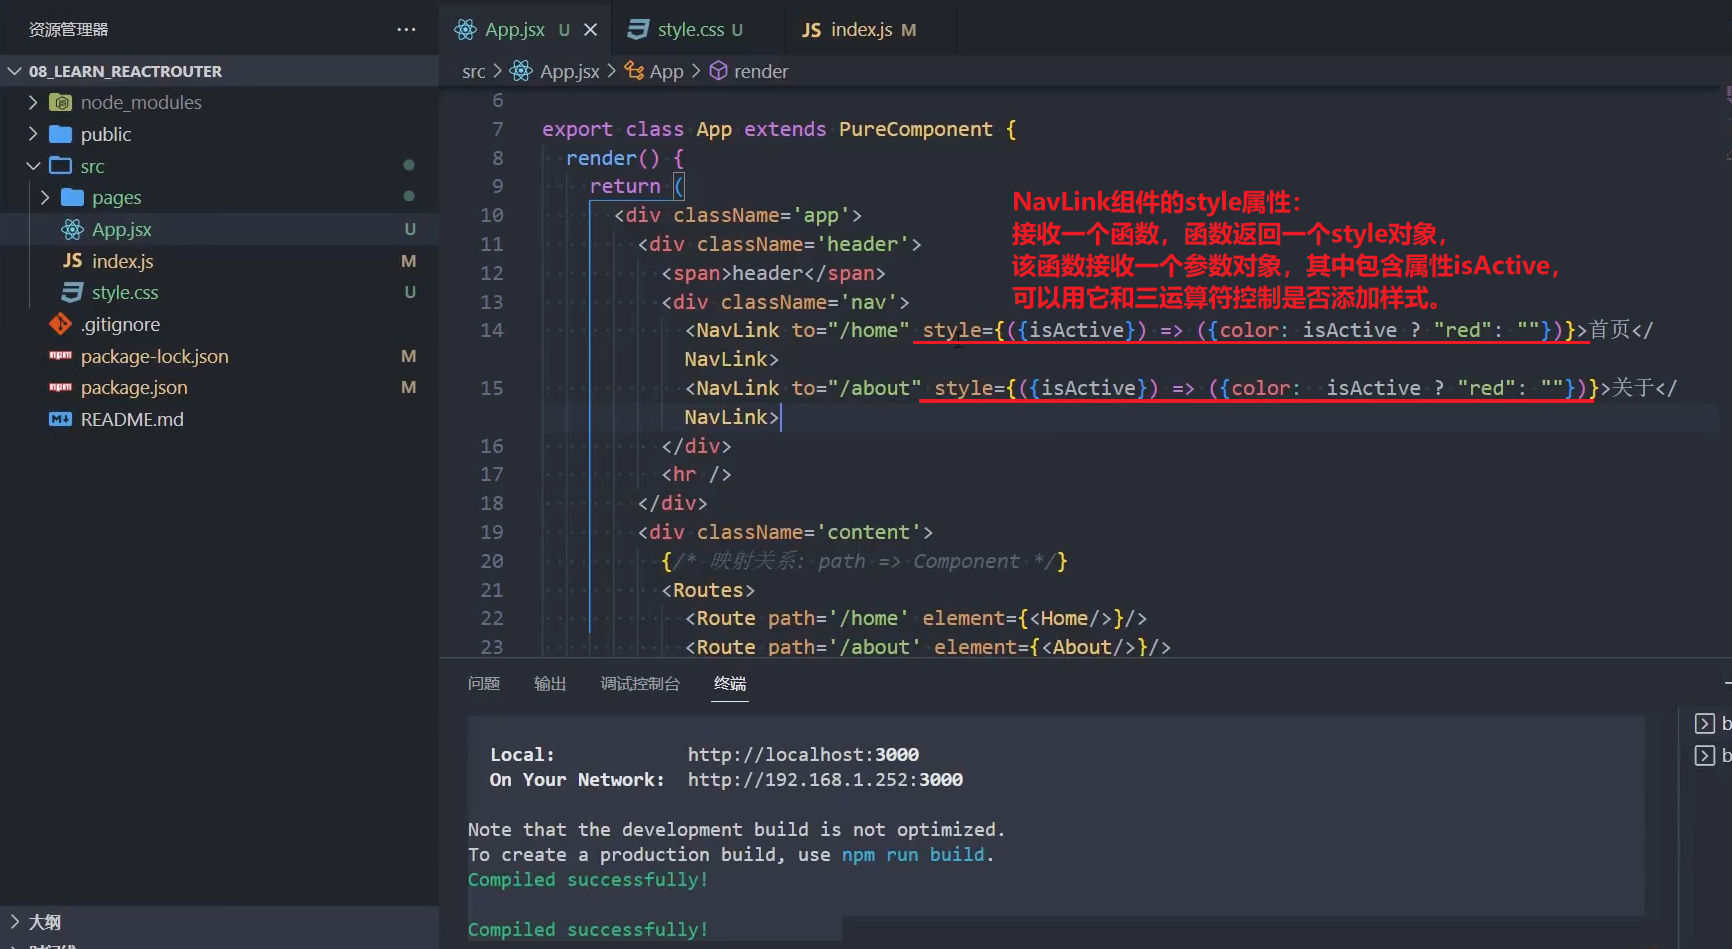 资源管理器 ···
08_LEARN_REACTROUTER
node_modules
public
src
pages
App.jsx U
index.js M
style.css U
.gitignore
package-lock.json M
package.json M
README.md
大纲
App.jsx U
style.css U
JS index.js M
src > App.jsx > App > render
6
7 export class App extends PureComponent {
8 render() {
9 return (
10 <div className='app'>
11 <div className='header'>
12 <span>header</span>
13 <div className='nav'>
14 <NavLink to="/home" style={({isActive}) => ({color: isActive ? "red": ""})}>首页</
NavLink>
15 <NavLink to="/about" style={({isActive}) => ({color:  isActive ? "red": ""})}>关于</
NavLink>
16 </div>
17 <hr />
18 </div>
19 <div className='content'>
20 {/* 映射关系: path => Component */}
21 <Routes>
22 <Route path='/home' element={<Home/>}/>
23 <Route path='/about' element={<About/>}/>
NavLink组件的style属性：
接收一个函数，函数返回一个style对象，
该函数接收一个参数对象，其中包含属性isActive，
可以用它和三运算符控制是否添加样式。
问题 输出 调试控制台 终端
Local: http://localhost:3000
On Your Network: http://192.168.1.252:3000
Note that the development build is not optimized.
To create a production build, use npm run build.
Compiled successfully!
Compiled successfully!
b
b